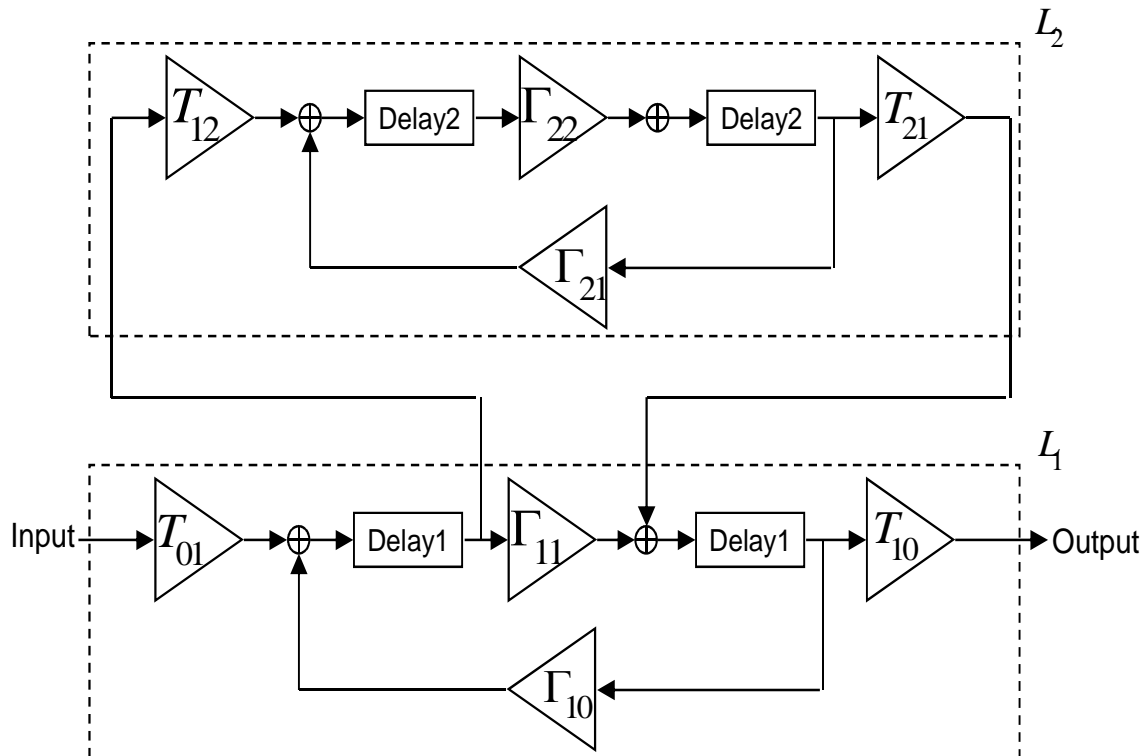 L₂
T₁₂
Delay2
Γ₂₂
Delay2
T₂₁
Γ₂₁
L₁
Input
T₀₁
Delay1
Γ₁₁
Delay1
T₁₀
Output
Γ₁₀